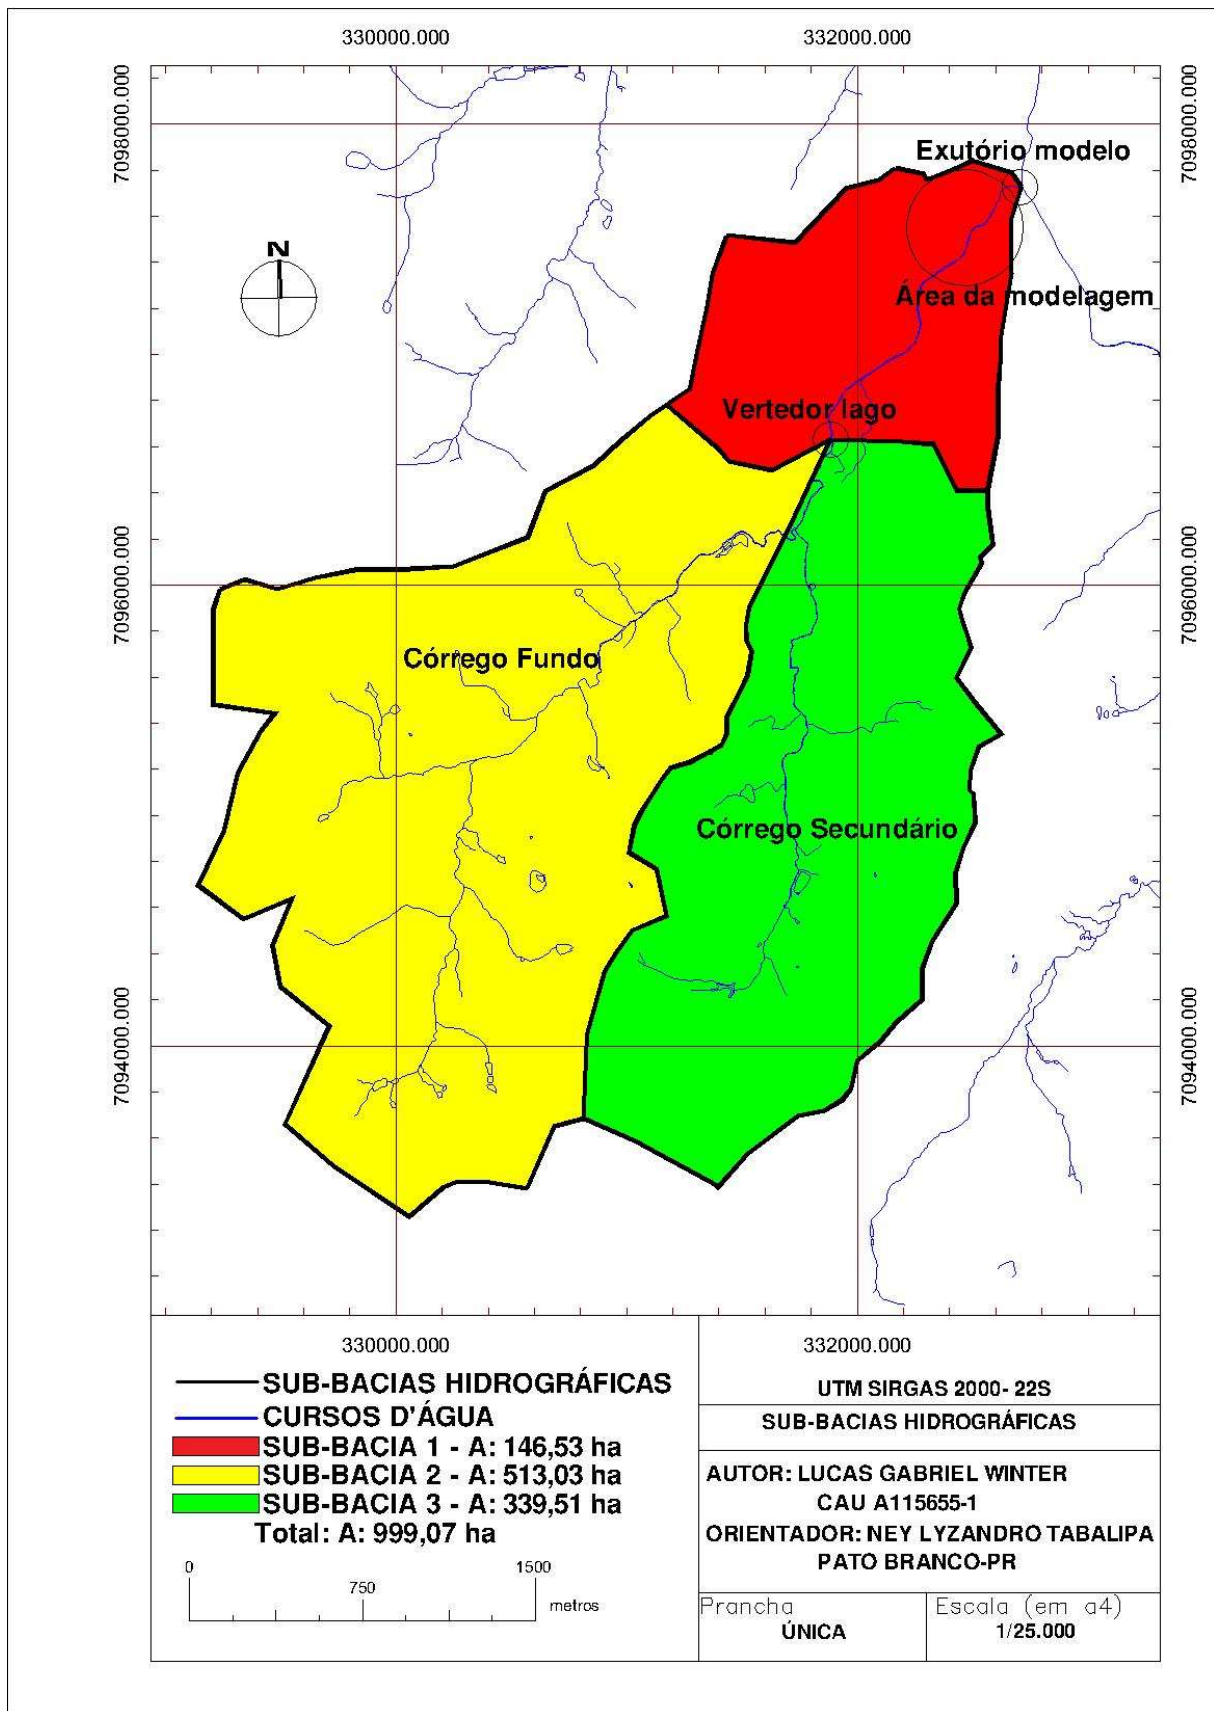 330000.000
332000.000
7098000.000
7098000.000
Exutório modelo
N
Área da modelagem
Vertedor lago
7096000.000
7096000.000
Córrego Fundo
Córrego Secundário
7094000.000
7094000.000
330000.000
332000.000
SUB-BACIAS HIDROGRÁFICAS
CURSOS D'ÁGUA
SUB-BACIA 1 - A: 146,53 ha
SUB-BACIA 2 - A: 513,03 ha
SUB-BACIA 3 - A: 339,51 ha
Total: A: 999,07 ha
0
1500
750
metros
UTM SIRGAS 2000- 22S
SUB-BACIAS HIDROGRÁFICAS
AUTOR: LUCAS GABRIEL WINTER
CAU A115655-1
ORIENTADOR: NEY LYZANDRO TABALIPA
PATO BRANCO-PR
Prancha
ÚNICA
Escala (em a4)
1/25.000